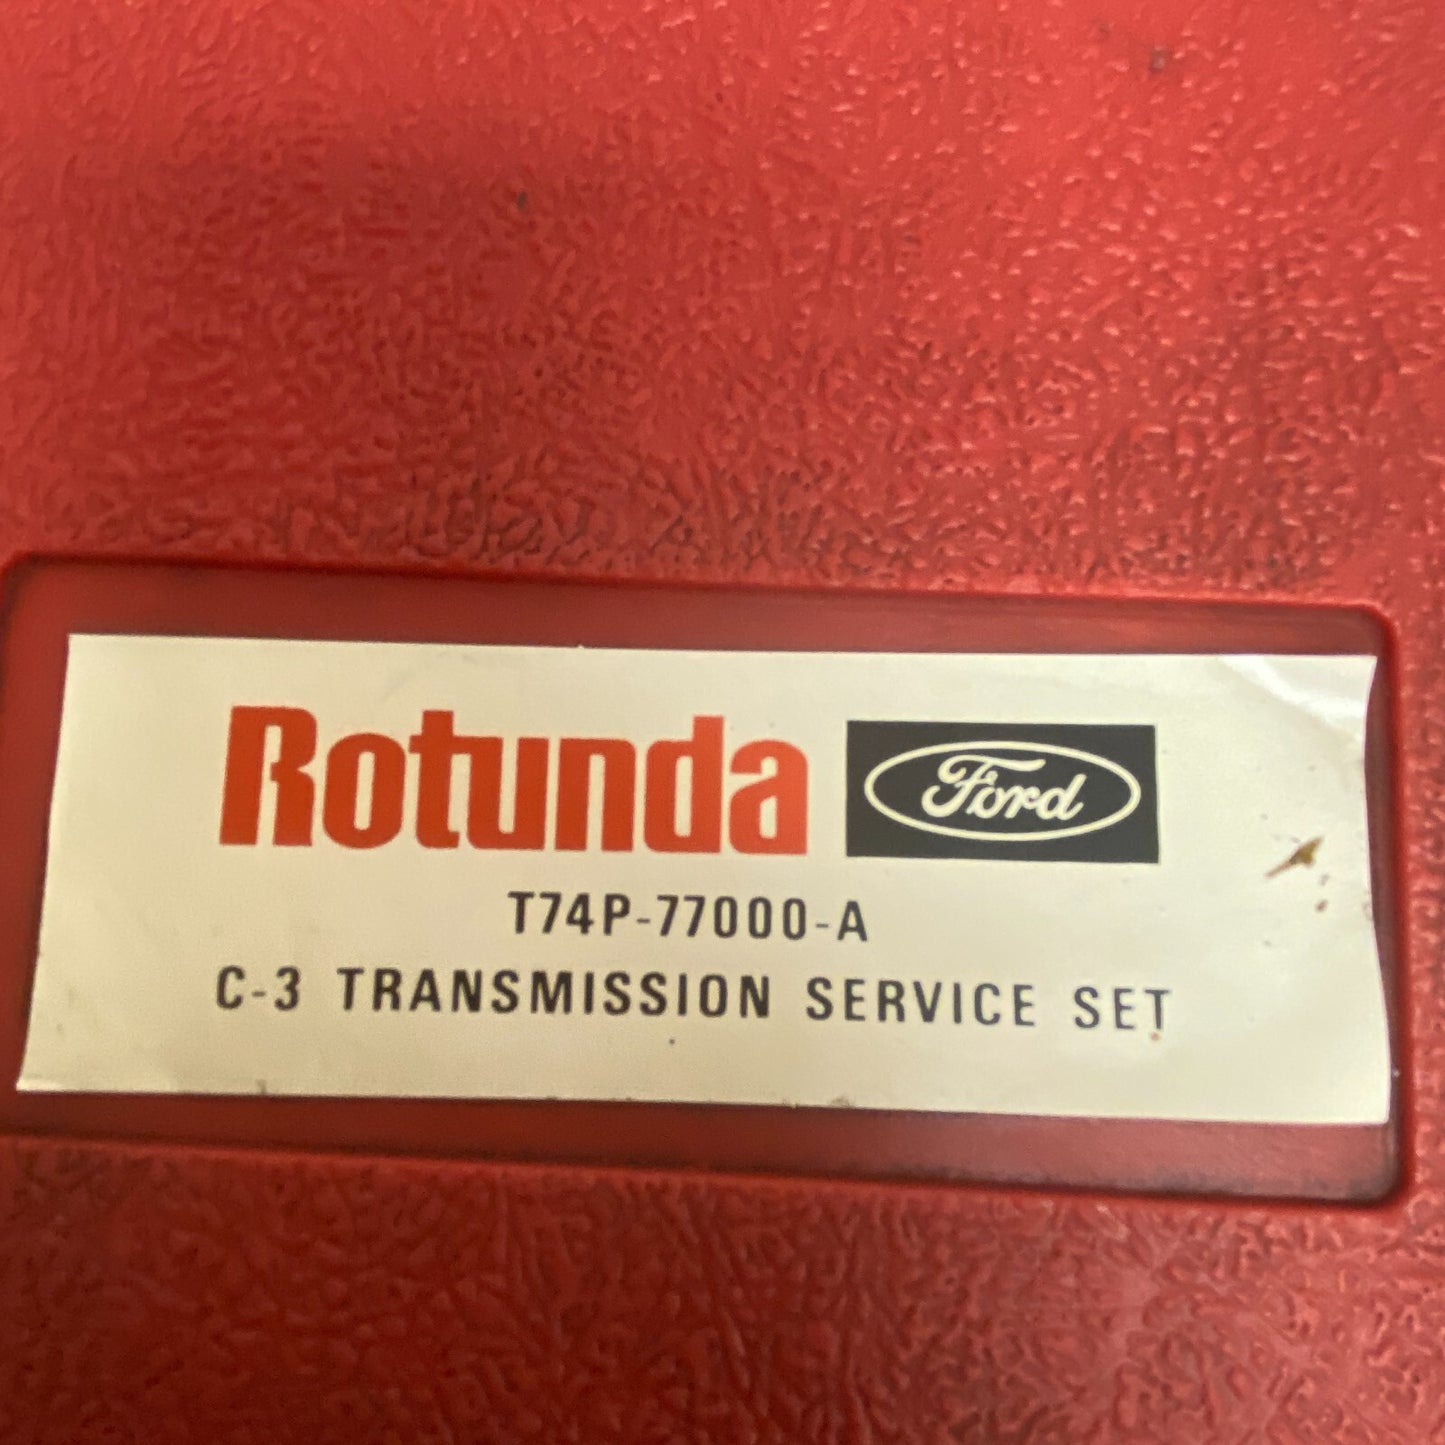 Rotunda Ford
T74P-77000-A
C-3 TRANSMISSION SERVICE SET